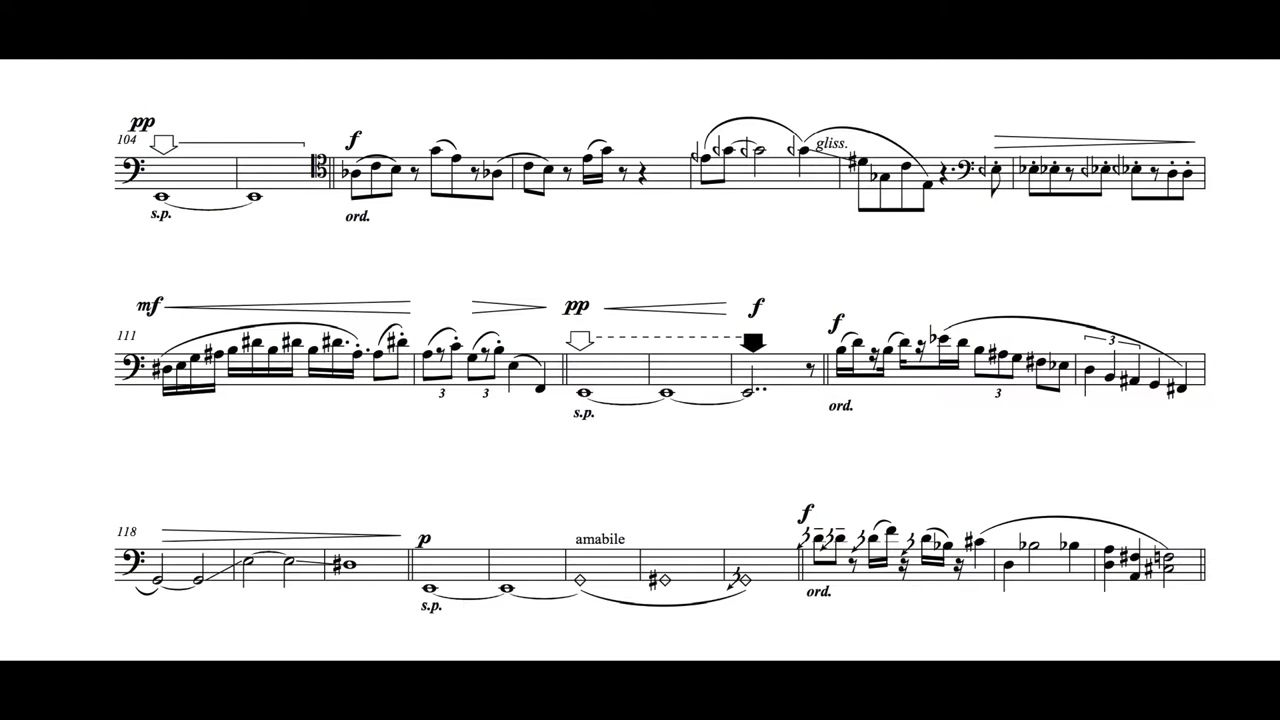 pp
104
f
gliss.
s.p.
ord.
mf
pp
f
f
111
3
3
3
3
s.p.
ord.
118
p
amabile
f
s.p.
ord.